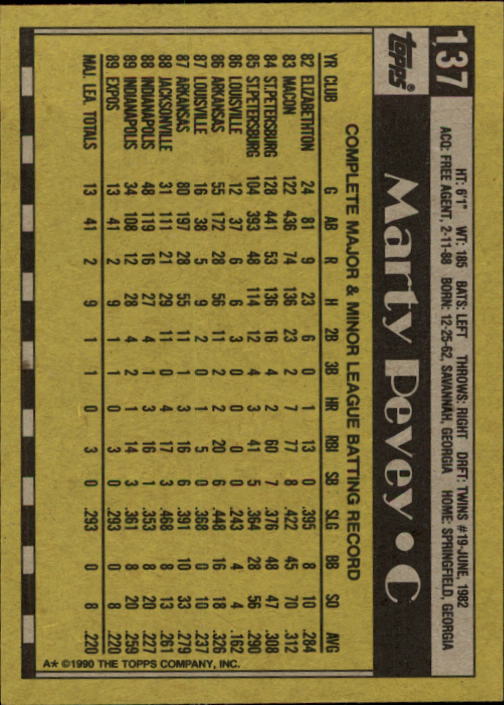 137
topps®
HT: 6'1" WT: 185 BATS: LEFT THROWS: RIGHT DRFT: TWINS #19-JUNE, 1982
ACQ: FREE AGENT, 2-11-88 BORN: 12-25-62, SAVANNAH, GEORGIA HOME: SPRINGFIELD, GEORGIA
Marty Pevey • C
COMPLETE MAJOR & MINOR LEAGUE BATTING RECORD
YR CLUB G AB R H 2B 3B HR RBI SB SLG BB SO AVG
82 ELIZABETHTON 24 81 9 23 6 0 1 13 0 .395 8 10 .284
83 MACON 122 436 74 136 23 2 7 77 8 .422 45 70 .312
84 ST.PETERSBURG 128 441 53 136 16 4 2 60 7 .376 48 47 .308
85 ST.PETERSBURG 104 393 48 114 12 4 3 41 5 .364 28 56 .290
86 LOUISVILLE 12 37 6 6 3 0 0 0 0 .243 4 4 .162
86 ARKANSAS 55 172 28 56 11 2 2 20 6 .448 16 18 .326
87 LOUISVILLE 16 38 5 9 2 0 1 5 0 .368 0 10 .237
87 ARKANSAS 80 197 28 55 11 1 3 16 6 .391 10 33 .279
88 JACKSONVILLE 31 111 21 29 11 0 4 17 3 .468 8 13 .261
88 INDIANAPOLIS 48 119 16 27 4 1 3 16 1 .353 8 20 .227
89 INDIANAPOLIS 34 108 12 28 4 2 1 14 3 .361 8 20 .259
89 EXPOS 13 41 2 9 1 1 0 3 0 .293 0 8 .220
MAJ. LEA. TOTALS 13 41 2 9 1 1 0 3 0 .293 0 8 .220
A* ©1990 THE TOPPS COMPANY, INC.